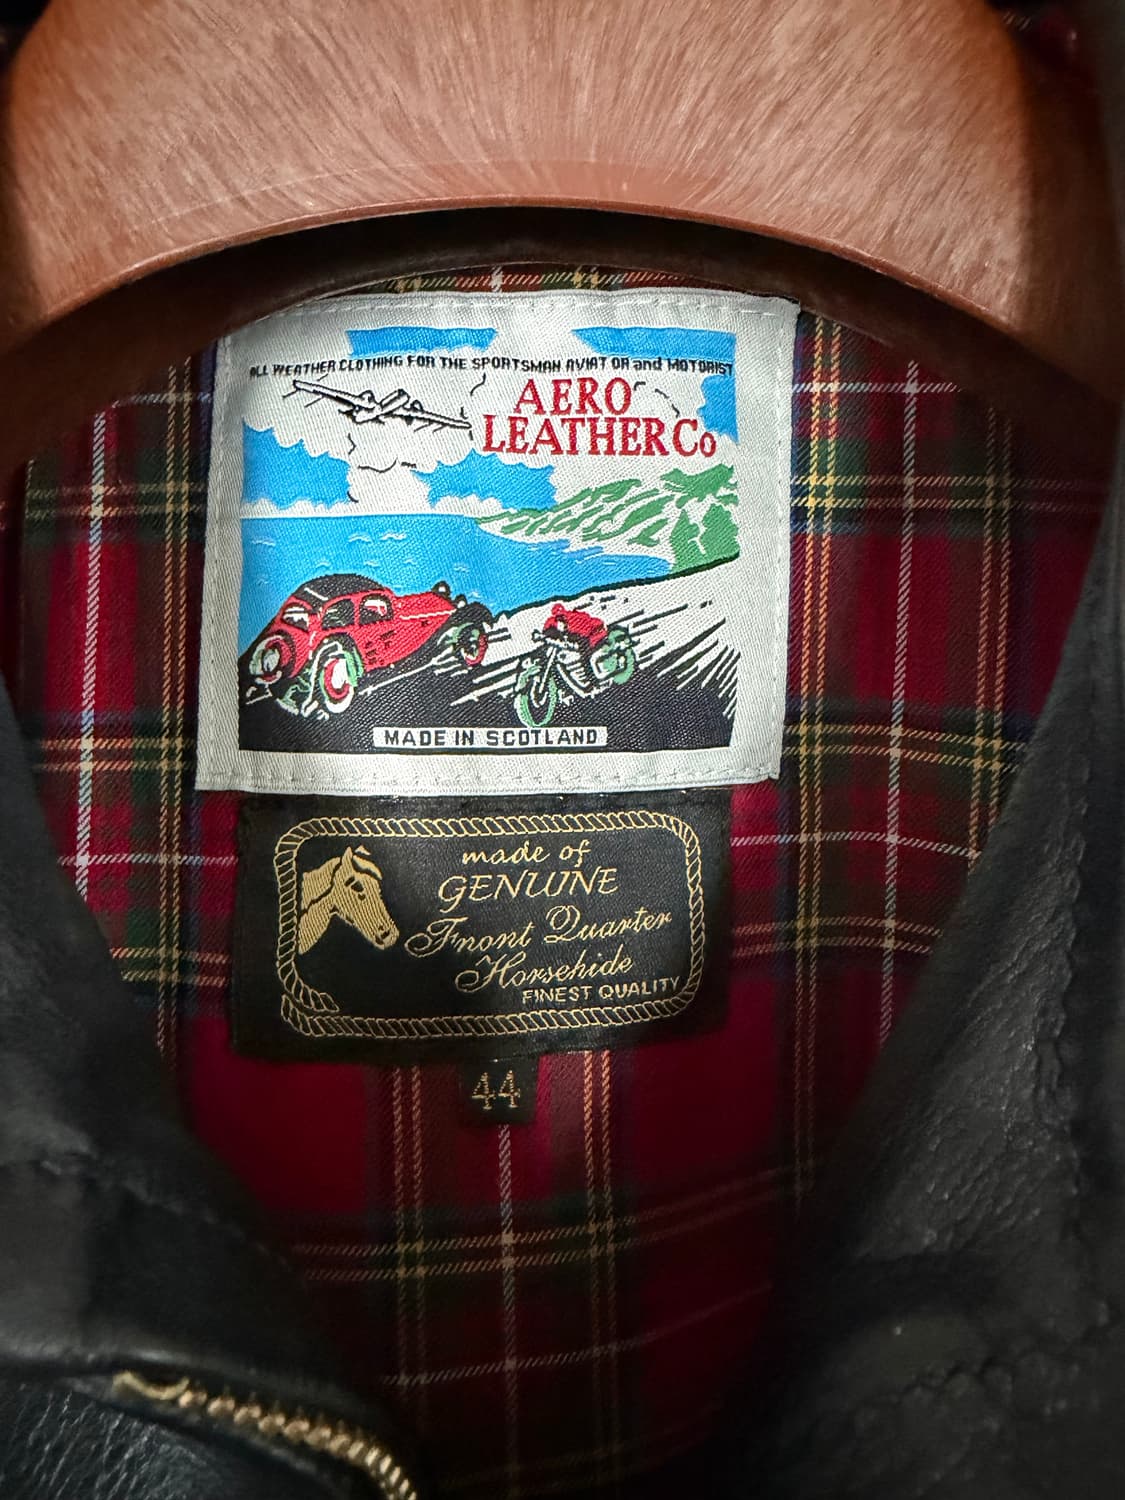 ALL WEATHER CLOTHING FOR THE SPORTSMAN AVIATOR and MOTORIST
AERO
LEATHER Co
MADE IN SCOTLAND
made of
GENUINE
Front Quarter
Horsehide
FINEST QUALITY
44